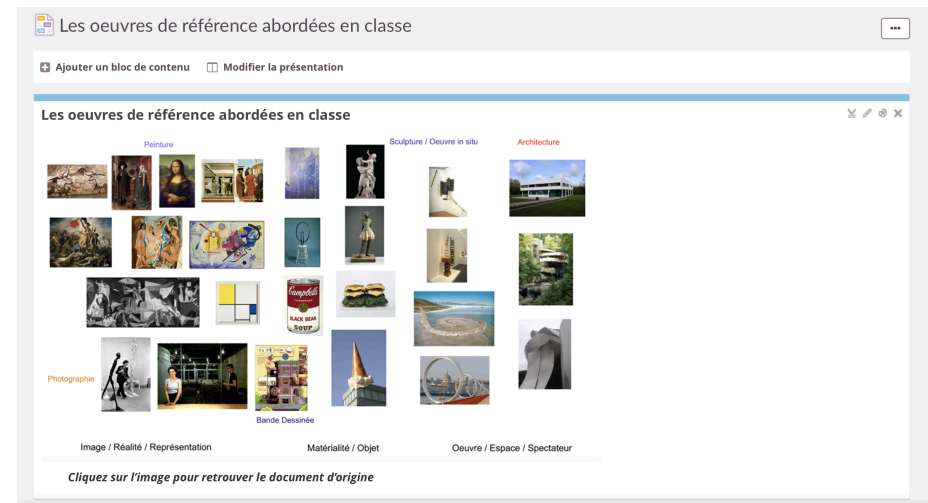 Les oeuvres de référence abordées en classe
Ajouter un bloc de contenu
Modifier la présentation
Les oeuvres de référence abordées en classe
Peinture
Sculpture / Oeuvre in situ
Architecture
Campbell's
BLACK BEAN
SOUP
Photographie
Bande Dessinée
Image / Réalité / Représentation
Matérialité / Objet
Oeuvre / Espace / Spectateur
Cliquez sur l'image pour retrouver le document d'origine